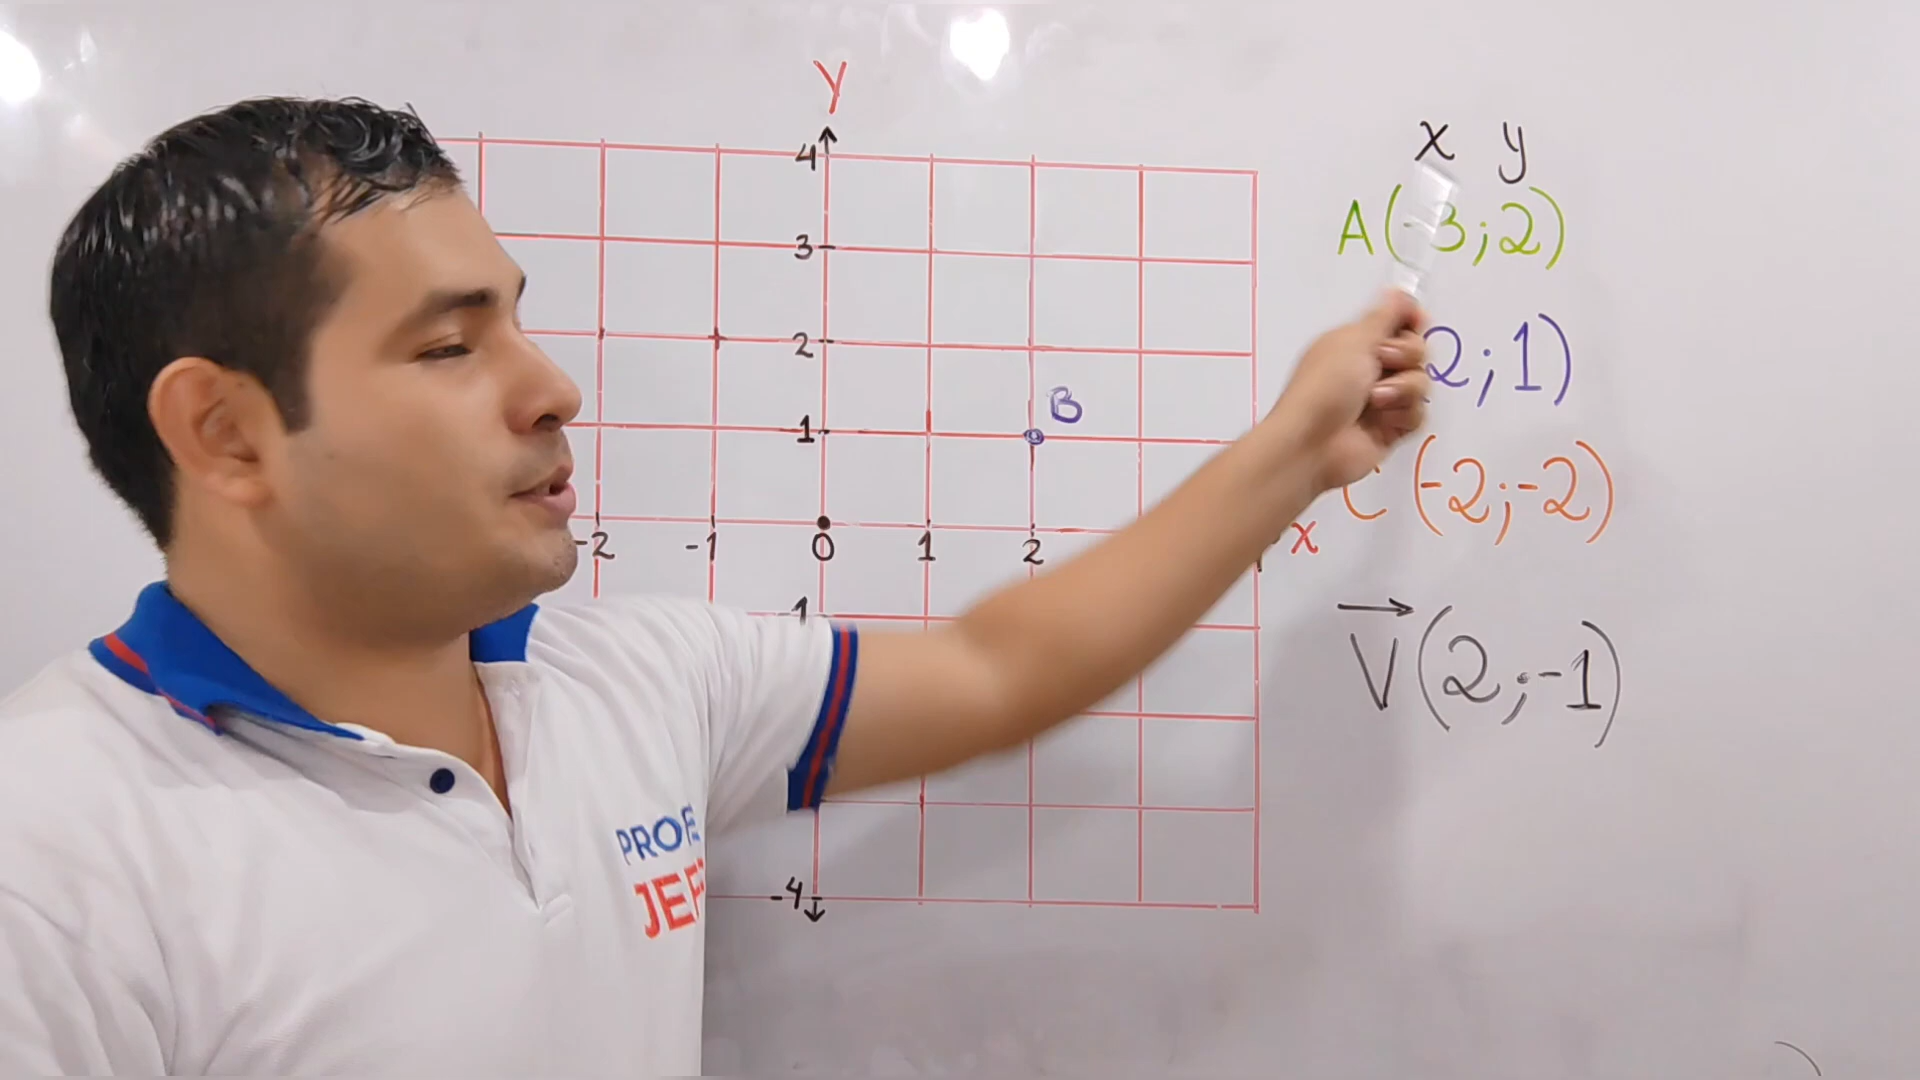 Y
4
3
2
1
B
-2 -1 0 1 2
x
-1
-4
x y
A(-3;2)
2;1)
C(-2;-2)
V(2;-1)
PROFE
JEF